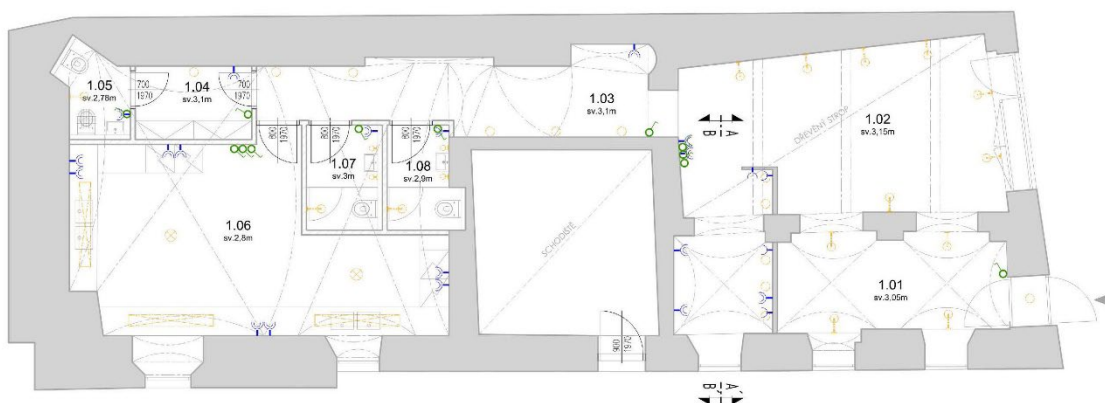 1.05
sv.2,78m
700
1970
1.04
sv.3,1m
700
1970
1.03
sv.3,1m
1.02
sv.3,15m
DŘEVĚNÝ STROP
A
B
800
1970
800
1970
800
1970
1.07
sv.3m
1.08
sv.2,9m
1.06
sv.2,8m
SCHODIŠTĚ
1.01
sv.3,05m
900
1970
A'
B'